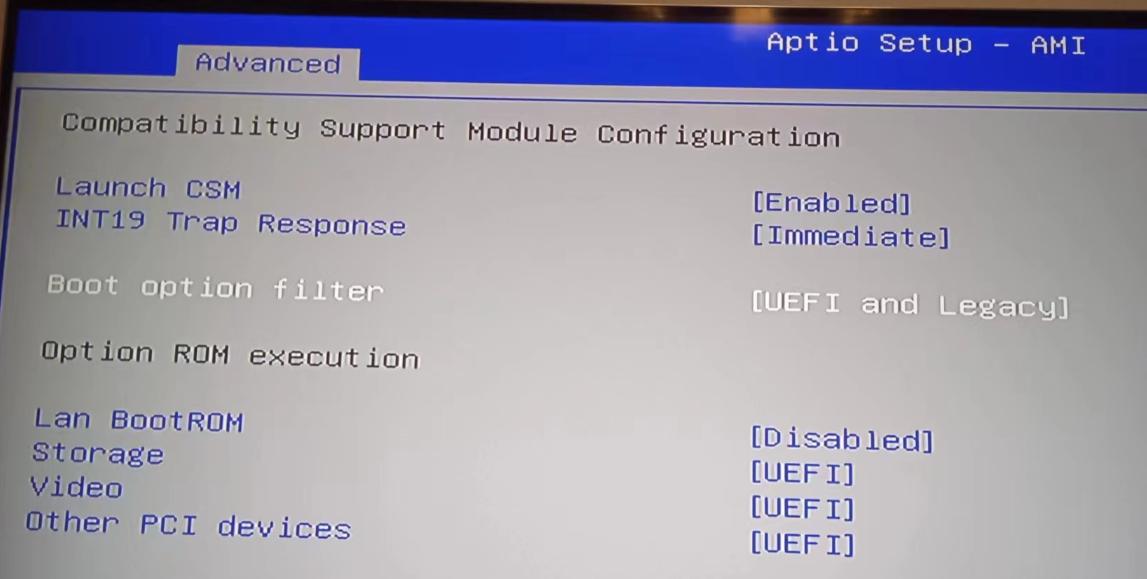 Aptio Setup – AMI
Advanced
Compatibility Support Module Configuration
Launch CSM [Enabled]
INT19 Trap Response [Immediate]
Boot option filter [UEFI and Legacy]
Option ROM execution
Lan BootROM [Disabled]
Storage [UEFI]
Video [UEFI]
Other PCI devices [UEFI]